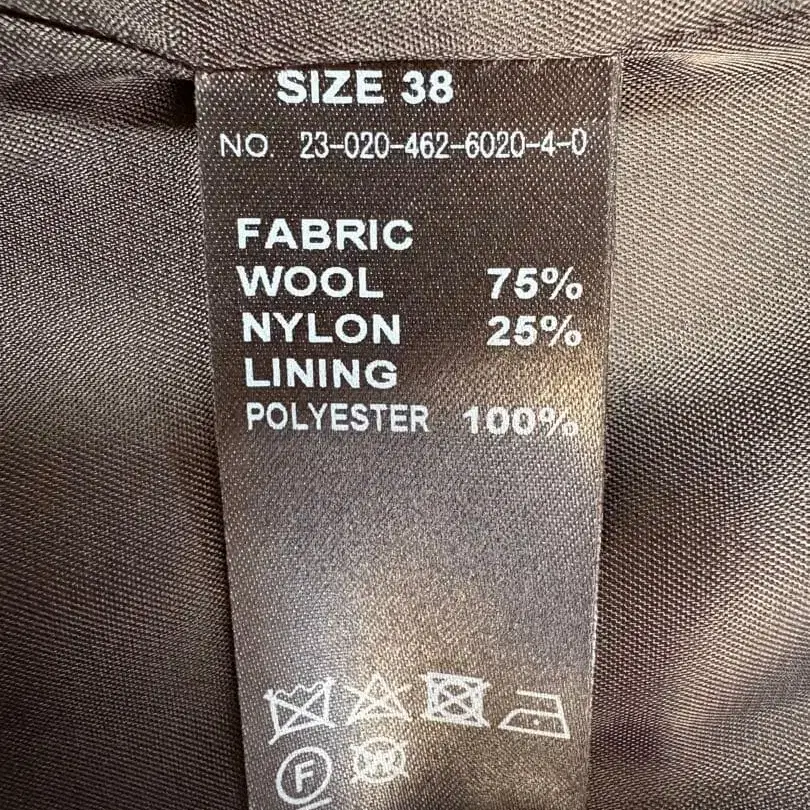 SIZE 38
NO. 23-020-462-6020-4-0
FABRIC
WOOL 75%
NYLON 25%
LINING
POLYESTER 100%
F
W